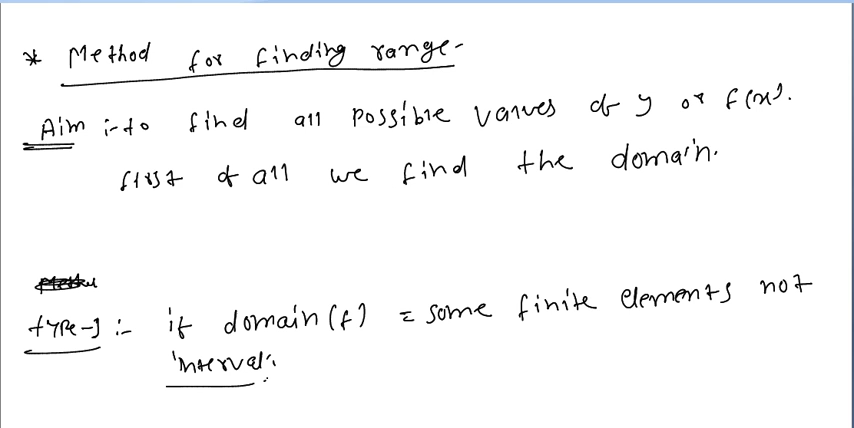 * Method for finding range-
Aim :- to find all possible values of y or f(x).
first of all we find the domain.
type-1 :- if domain(f) = some finite elements not
interval.